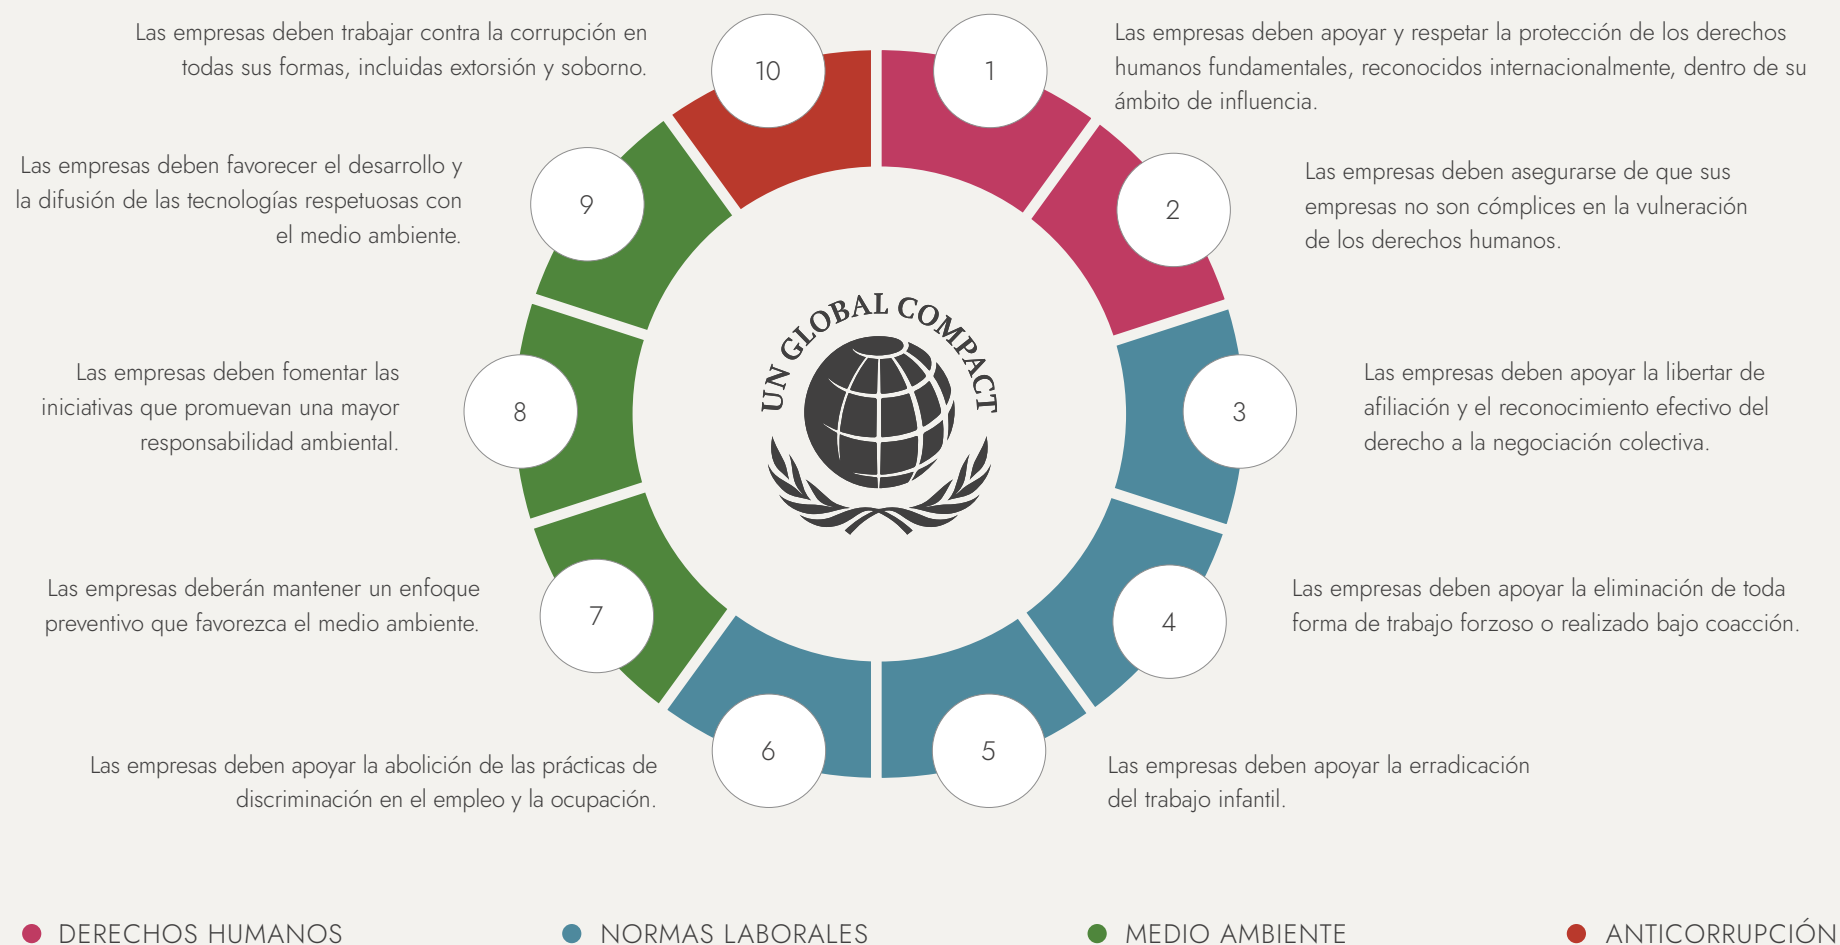 1
Las empresas deben apoyar y respetar la protección de los derechos
humanos fundamentales, reconocidos internacionalmente, dentro de su
ámbito de influencia.
2
Las empresas deben asegurarse de que sus
empresas no son cómplices en la vulneración
de los derechos humanos.
3
Las empresas deben apoyar la libertar de
afiliación y el reconocimiento efectivo del
derecho a la negociación colectiva.
4
Las empresas deben apoyar la eliminación de toda
forma de trabajo forzoso o realizado bajo coacción.
5
Las empresas deben apoyar la erradicación
del trabajo infantil.
6
Las empresas deben apoyar la abolición de las prácticas de
discriminación en el empleo y la ocupación.
7
Las empresas deberán mantener un enfoque
preventivo que favorezca el medio ambiente.
8
Las empresas deben fomentar las
iniciativas que promuevan una mayor
responsabilidad ambiental.
9
Las empresas deben favorecer el desarrollo y
la difusión de las tecnologías respetuosas con
el medio ambiente.
10
Las empresas deben trabajar contra la corrupción en
todas sus formas, incluidas extorsión y soborno.
UN GLOBAL COMPACT
DERECHOS HUMANOS
NORMAS LABORALES
MEDIO AMBIENTE
ANTICORRUPCIÓN